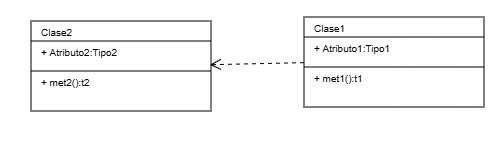 Clase2
+ Atributo2:Tipo2
+ met2():t2
Clase1
+ Atributo1:Tipo1
+ met1():t1